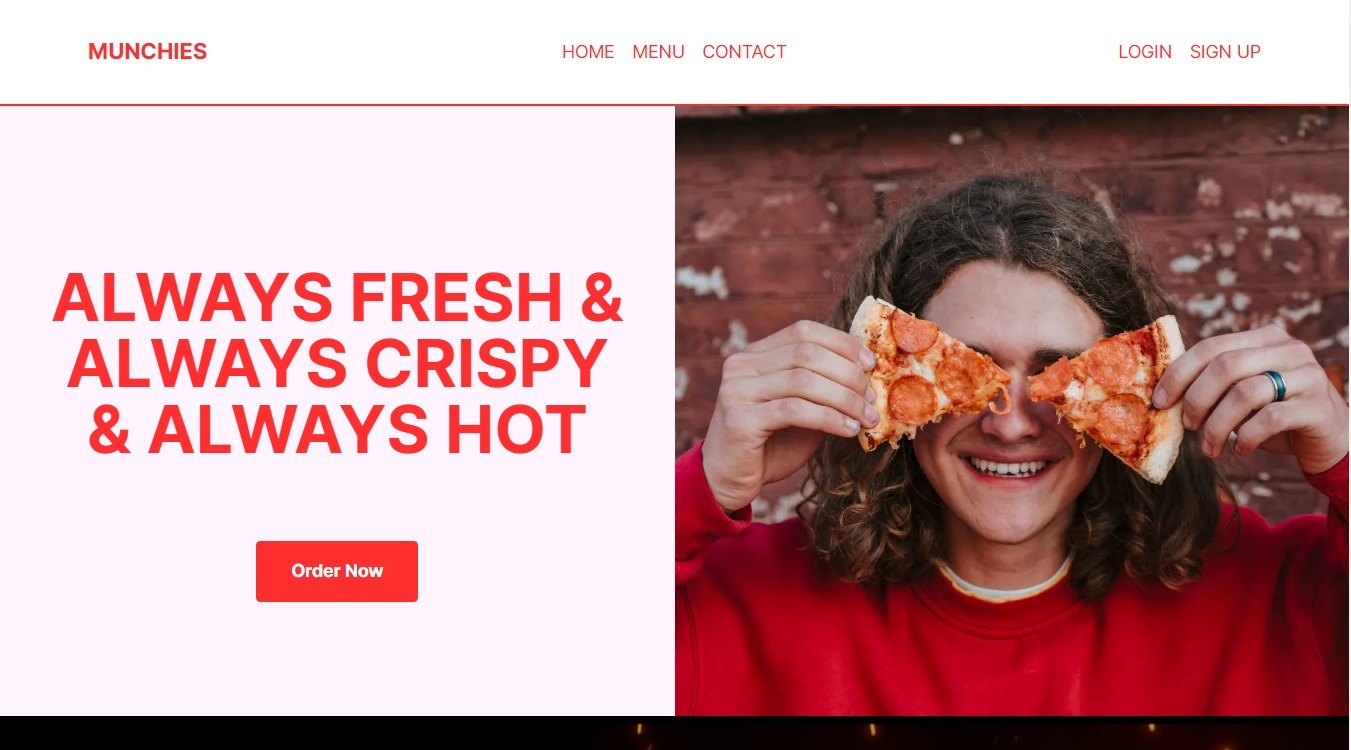 MUNCHIES
HOME MENU CONTACT
LOGIN SIGN UP
ALWAYS FRESH &
ALWAYS CRISPY
& ALWAYS HOT
Order Now